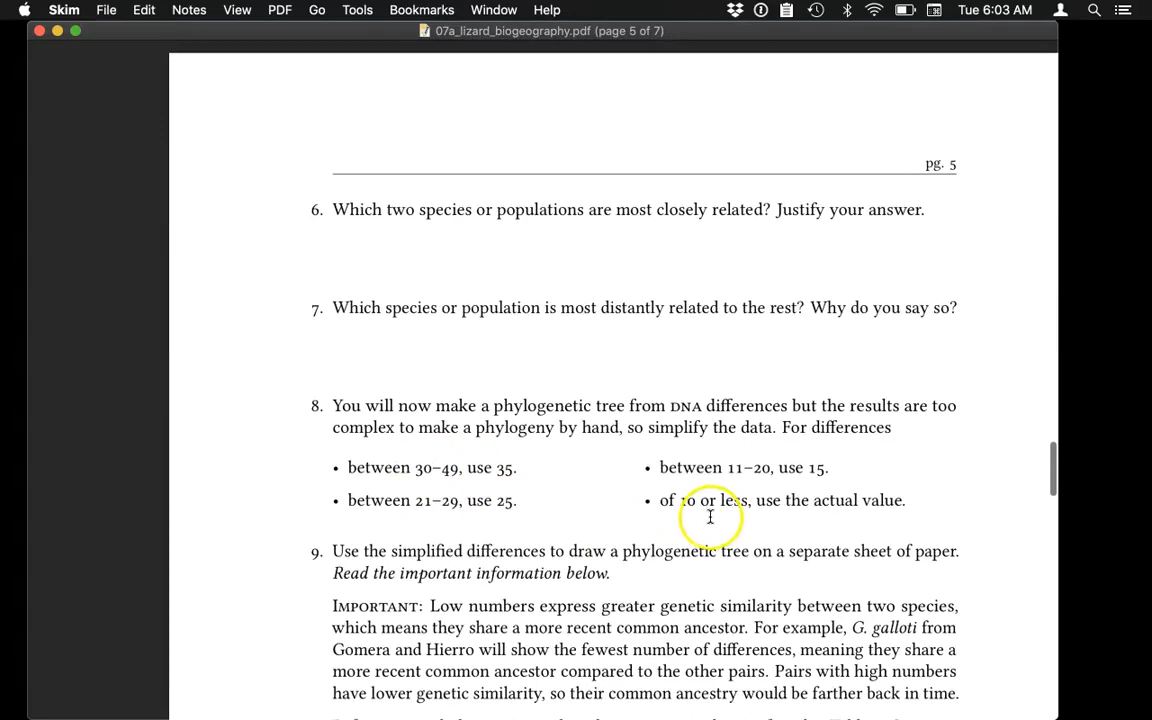 Skim File Edit Notes View PDF Go Tools Bookmarks Window Help Tue 6:03 AM
07a_lizard_biogeography.pdf (page 5 of 7)
pg. 5
6. Which two species or populations are most closely related? Justify your answer.
7. Which species or population is most distantly related to the rest? Why do you say so?
8. You will now make a phylogenetic tree from DNA differences but the results are too
complex to make a phylogeny by hand, so simplify the data. For differences
• between 30–49, use 35.
• between 21–29, use 25.
• between 11–20, use 15.
• of 10 or less, use the actual value.
9. Use the simplified differences to draw a phylogenetic tree on a separate sheet of paper.
Read the important information below.
IMPORTANT: Low numbers express greater genetic similarity between two species,
which means they share a more recent common ancestor. For example, G. galloti from
Gomera and Hierro will show the fewest number of differences, meaning they share a
more recent common ancestor compared to the other pairs. Pairs with high numbers
have lower genetic similarity, so their common ancestry would be farther back in time.